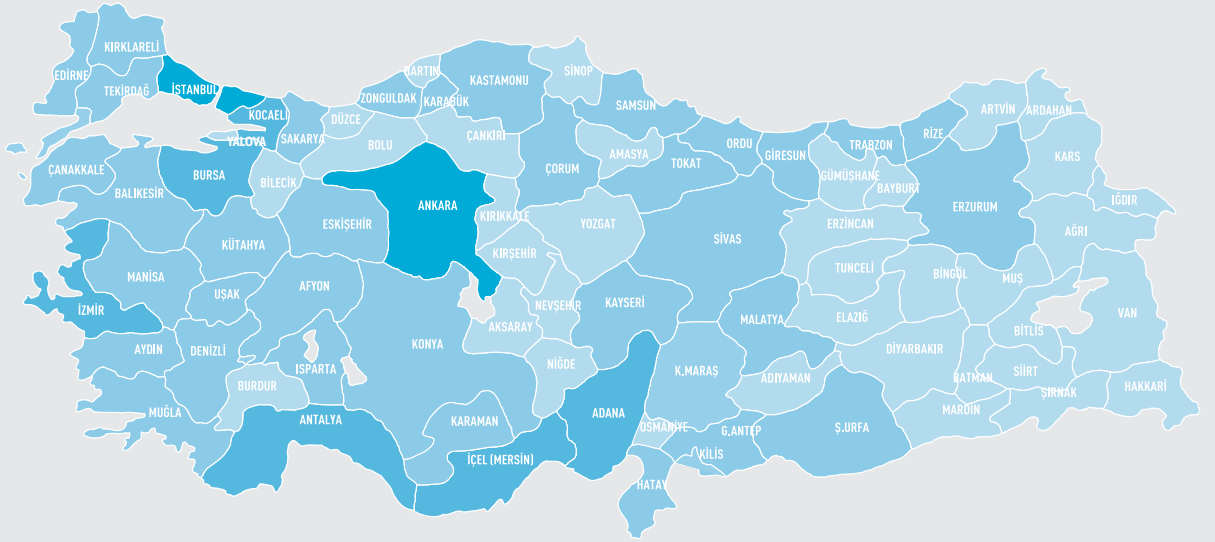 KIRKLARELİ
EDİRNE
TEKİRDAĞ
İSTANBUL
KOCAELİ
YALOVA
SAKARYA
DÜZCE
ZONGULDAK
BARTIN
KARABÜK
KASTAMONU
SİNOP
SAMSUN
ORDU
GİRESUN
TRABZON
RİZE
ARTVİN
ARDAHAN
ÇANAKKALE
BALIKESİR
BURSA
BİLECİK
BOLU
ÇANKIRI
ÇORUM
AMASYA
TOKAT
GÜMÜŞHANE
BAYBURT
ERZURUM
KARS
IĞDIR
ESKİŞEHİR
ANKARA
KIRIKKALE
YOZGAT
SİVAS
ERZİNCAN
AĞRI
KÜTAHYA
MANİSA
UŞAK
AFYON
KIRŞEHİR
NEVŞEHİR
KAYSERİ
MALATYA
TUNCELİ
BİNGÖL
MUŞ
VAN
İZMİR
AYDIN
DENİZLİ
ISPARTA
KONYA
AKSARAY
NİĞDE
ELAZIĞ
DİYARBAKIR
BİTLİS
SİİRT
BATMAN
ŞIRNAK
HAKKARİ
MUĞLA
BURDUR
ANTALYA
KARAMAN
İÇEL (MERSİN)
ADANA
K.MARAŞ
ADIYAMAN
OSMANİYE
G.ANTEP
KİLİS
Ş.URFA
MARDİN
HATAY